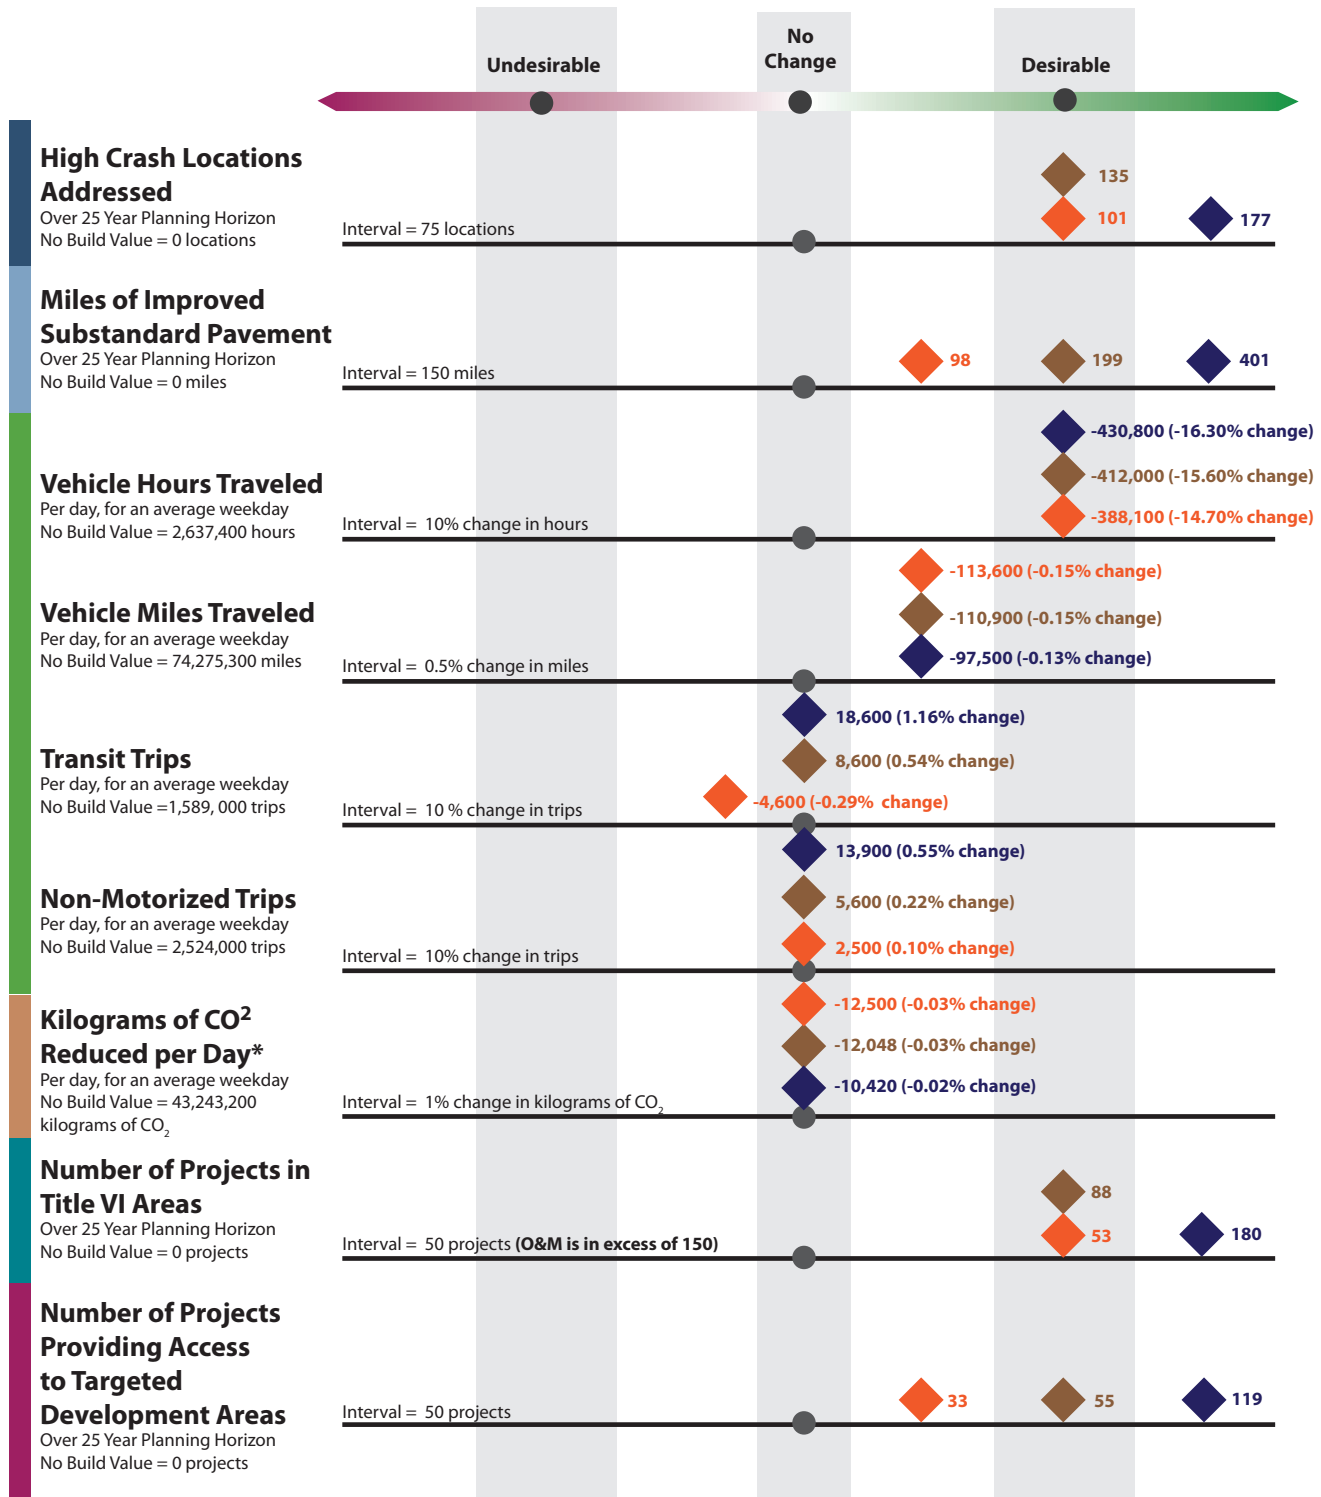 Undesirable
No
Change
Desirable
High Crash Locations
Addressed
Over 25 Year Planning Horizon
No Build Value = 0 locations
Interval = 75 locations
135
101
177
Miles of Improved
Substandard Pavement
Over 25 Year Planning Horizon
No Build Value = 0 miles
Interval = 150 miles
98
199
401
Vehicle Hours Traveled
Per day, for an average weekday
No Build Value = 2,637,400 hours
Interval =  10% change in hours
-430,800 (-16.30% change)
-412,000 (-15.60% change)
-388,100 (-14.70% change)
Vehicle Miles Traveled
Per day, for an average weekday
No Build Value = 74,275,300 miles
Interval =  0.5% change in miles
-113,600 (-0.15% change)
-110,900 (-0.15% change)
-97,500 (-0.13% change)
Transit Trips
Per day, for an average weekday
No Build Value =1,589, 000 trips
Interval =  10 % change in trips
18,600 (1.16% change)
8,600 (0.54% change)
-4,600 (-0.29%  change)
Non-Motorized Trips
Per day, for an average weekday
No Build Value = 2,524,000 trips
Interval =  10% change in trips
13,900 (0.55% change)
5,600 (0.22% change)
2,500 (0.10% change)
Kilograms of CO²
Reduced per Day*
Per day, for an average weekday
No Build Value = 43,243,200
kilograms of CO₂
Interval =  1% change in kilograms of CO₂
-12,500 (-0.03% change)
-12,048 (-0.03% change)
-10,420 (-0.02% change)
Number of Projects in
Title VI Areas
Over 25 Year Planning Horizon
No Build Value = 0 projects
Interval =  50 projects (O&M is in excess of 150)
88
53
180
Number of Projects
Providing Access
to Targeted
Development Areas
Over 25 Year Planning Horizon
No Build Value = 0 projects
Interval =  50 projects
33
55
119